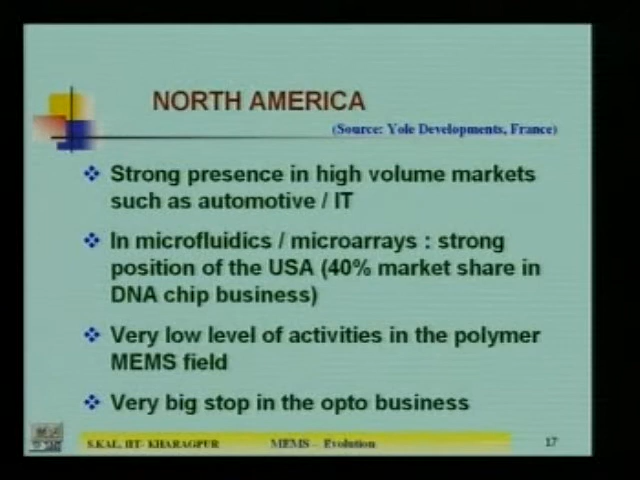 NORTH AMERICA
(Source: Yole Developments, France)
Strong presence in high volume markets
such as automotive / IT
In microfluidics / microarrays : strong
position of the USA (40% market share in
DNA chip business)
Very low level of activities in the polymer
MEMS field
Very big stop in the opto business
S.KAL, IIT- KHARAGPUR MEMS - Evolution 17